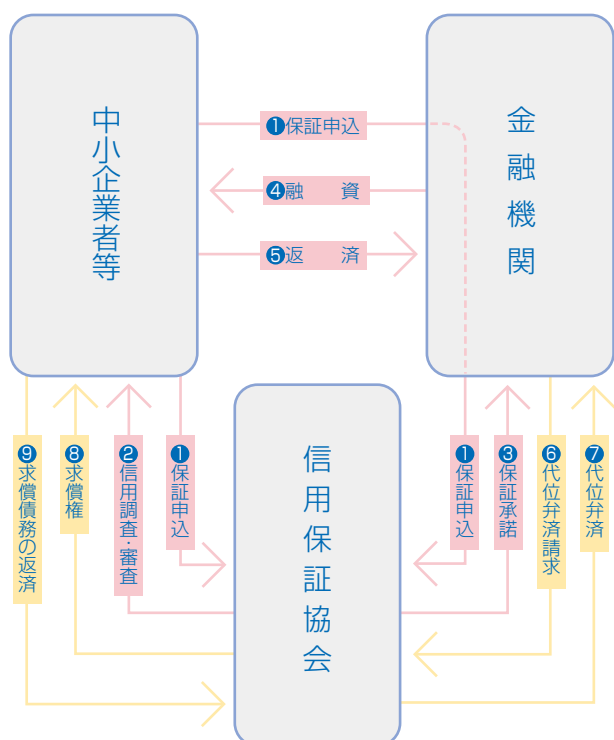 中小企業者等
金融機関
❶保証申込
❹融 資
❺返 済
❾求償債務の返済
❽求償権
❷信用調査・審査
❶保証申込
信用保証協会
❶保証申込
❸保証承諾
❻代位弁済請求
❼代位弁済